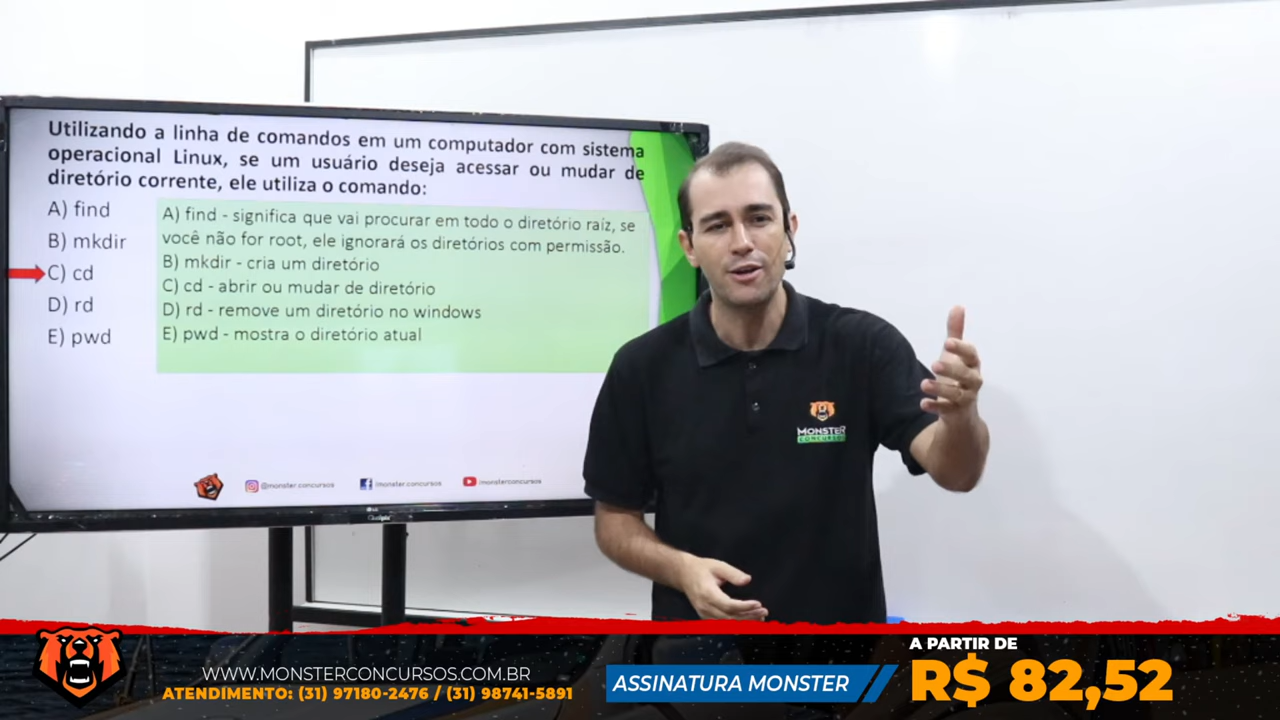 Utilizando a linha de comandos em um computador com sistema
operacional Linux, se um usuário deseja acessar ou mudar de
diretório corrente, ele utiliza o comando:
A) find
B) mkdir
C) cd
D) rd
E) pwd
A) find - significa que vai procurar em todo o diretório raiz, se
você não for root, ele ignorará os diretórios com permissão.
B) mkdir - cria um diretório
C) cd - abrir ou mudar de diretório
D) rd - remove um diretório no windows
E) pwd - mostra o diretório atual
@monster.concursos
/monster.concursos
/monsterconcursos
MONSTER
CONCURSOS
WWW.MONSTERCONCURSOS.COM.BR
ATENDIMENTO: (31) 97180-2476 / (31) 98741-5891
ASSINATURA MONSTER
A PARTIR DE
R$ 82,52